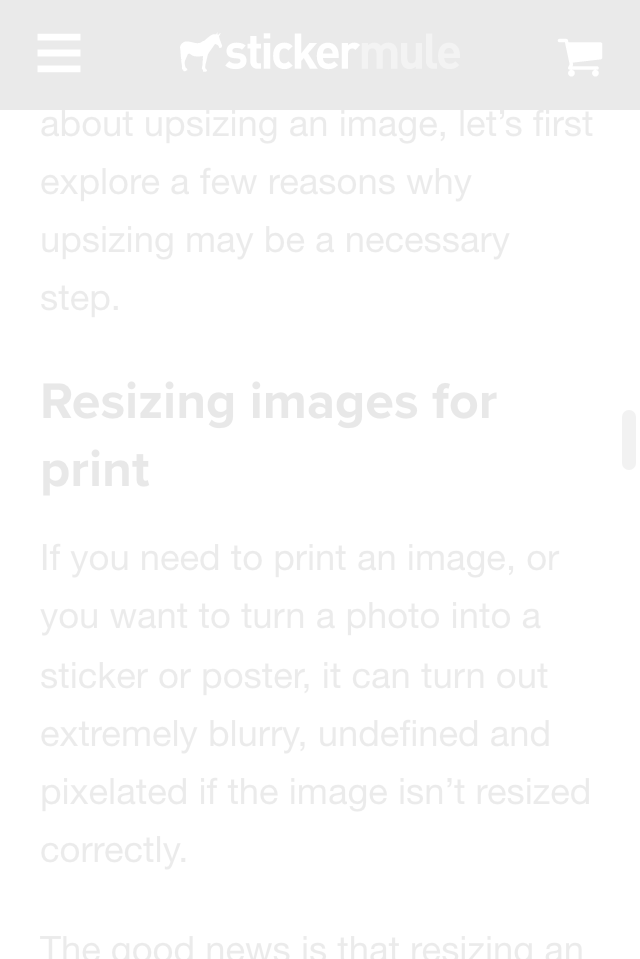 stickermule
about upsizing an image, let’s first
explore a few reasons why
upsizing may be a necessary
step.
Resizing images for
print
If you need to print an image, or
you want to turn a photo into a
sticker or poster, it can turn out
extremely blurry, undefined and
pixelated if the image isn’t resized
correctly.
The good news is that resizing an